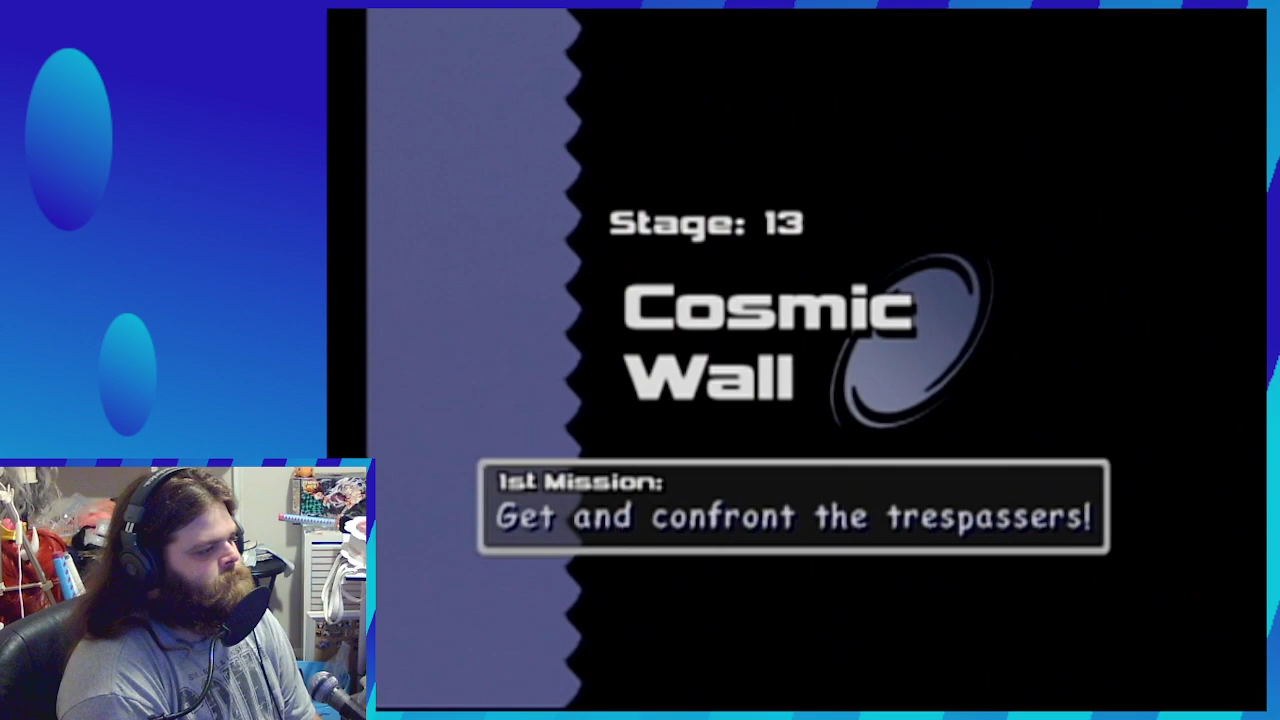 Stage: 13
Cosmic
Wall
1st Mission:
Get and confront the trespassers!